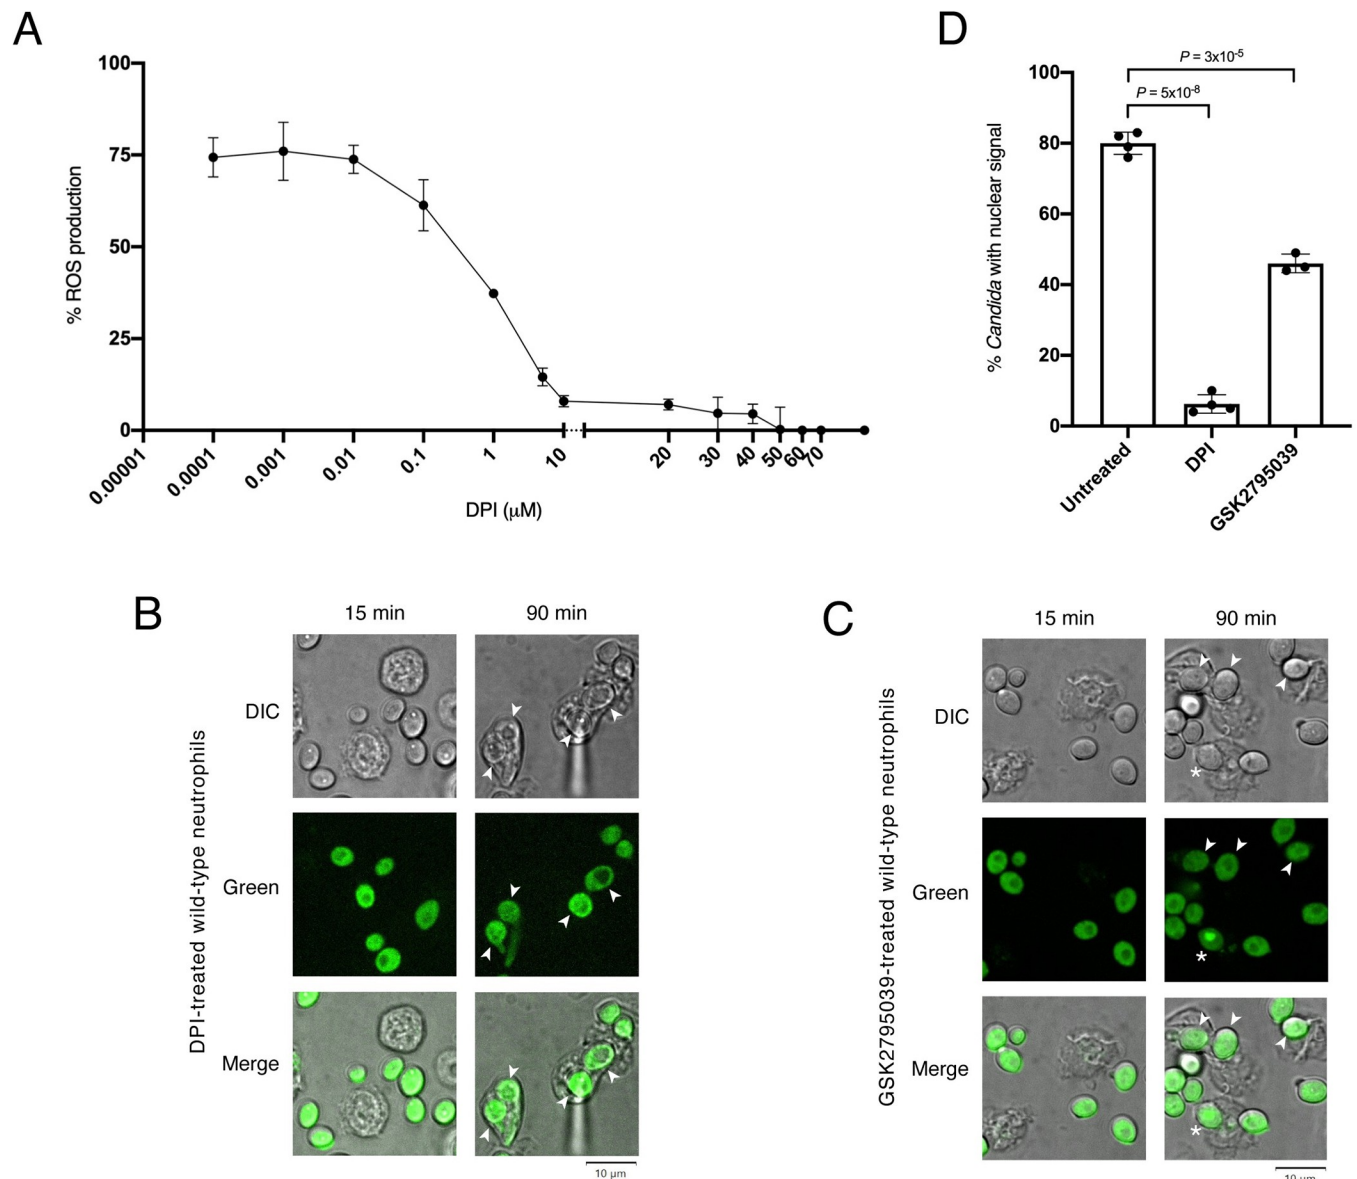 A
100
75
50
25
0
% ROS production
0.00001
0.0001
0.001
0.01
0.1
1
10
20
30
40
50
60
70
DPI (μM)
D
P = 3x10-5
P = 5x10-8
100
80
60
40
20
0
% Candida with nuclear signal
Untreated
DPI
GSK2795039
B
15 min
90 min
DPI-treated wild-type neutrophils
DIC
Green
Merge
10 μm
C
15 min
90 min
GSK2795039-treated wild-type neutrophils
DIC
*
Green
*
Merge
*
10 μm